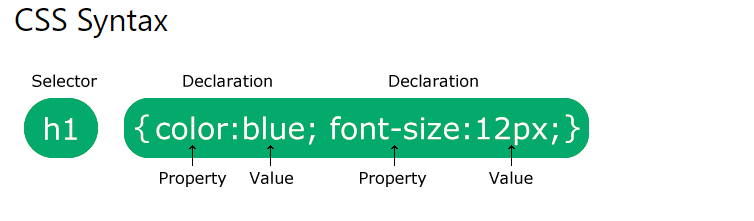 CSS Syntax
Selector Declaration Declaration
h1 {color:blue; font-size:12px;}
Property Value Property Value